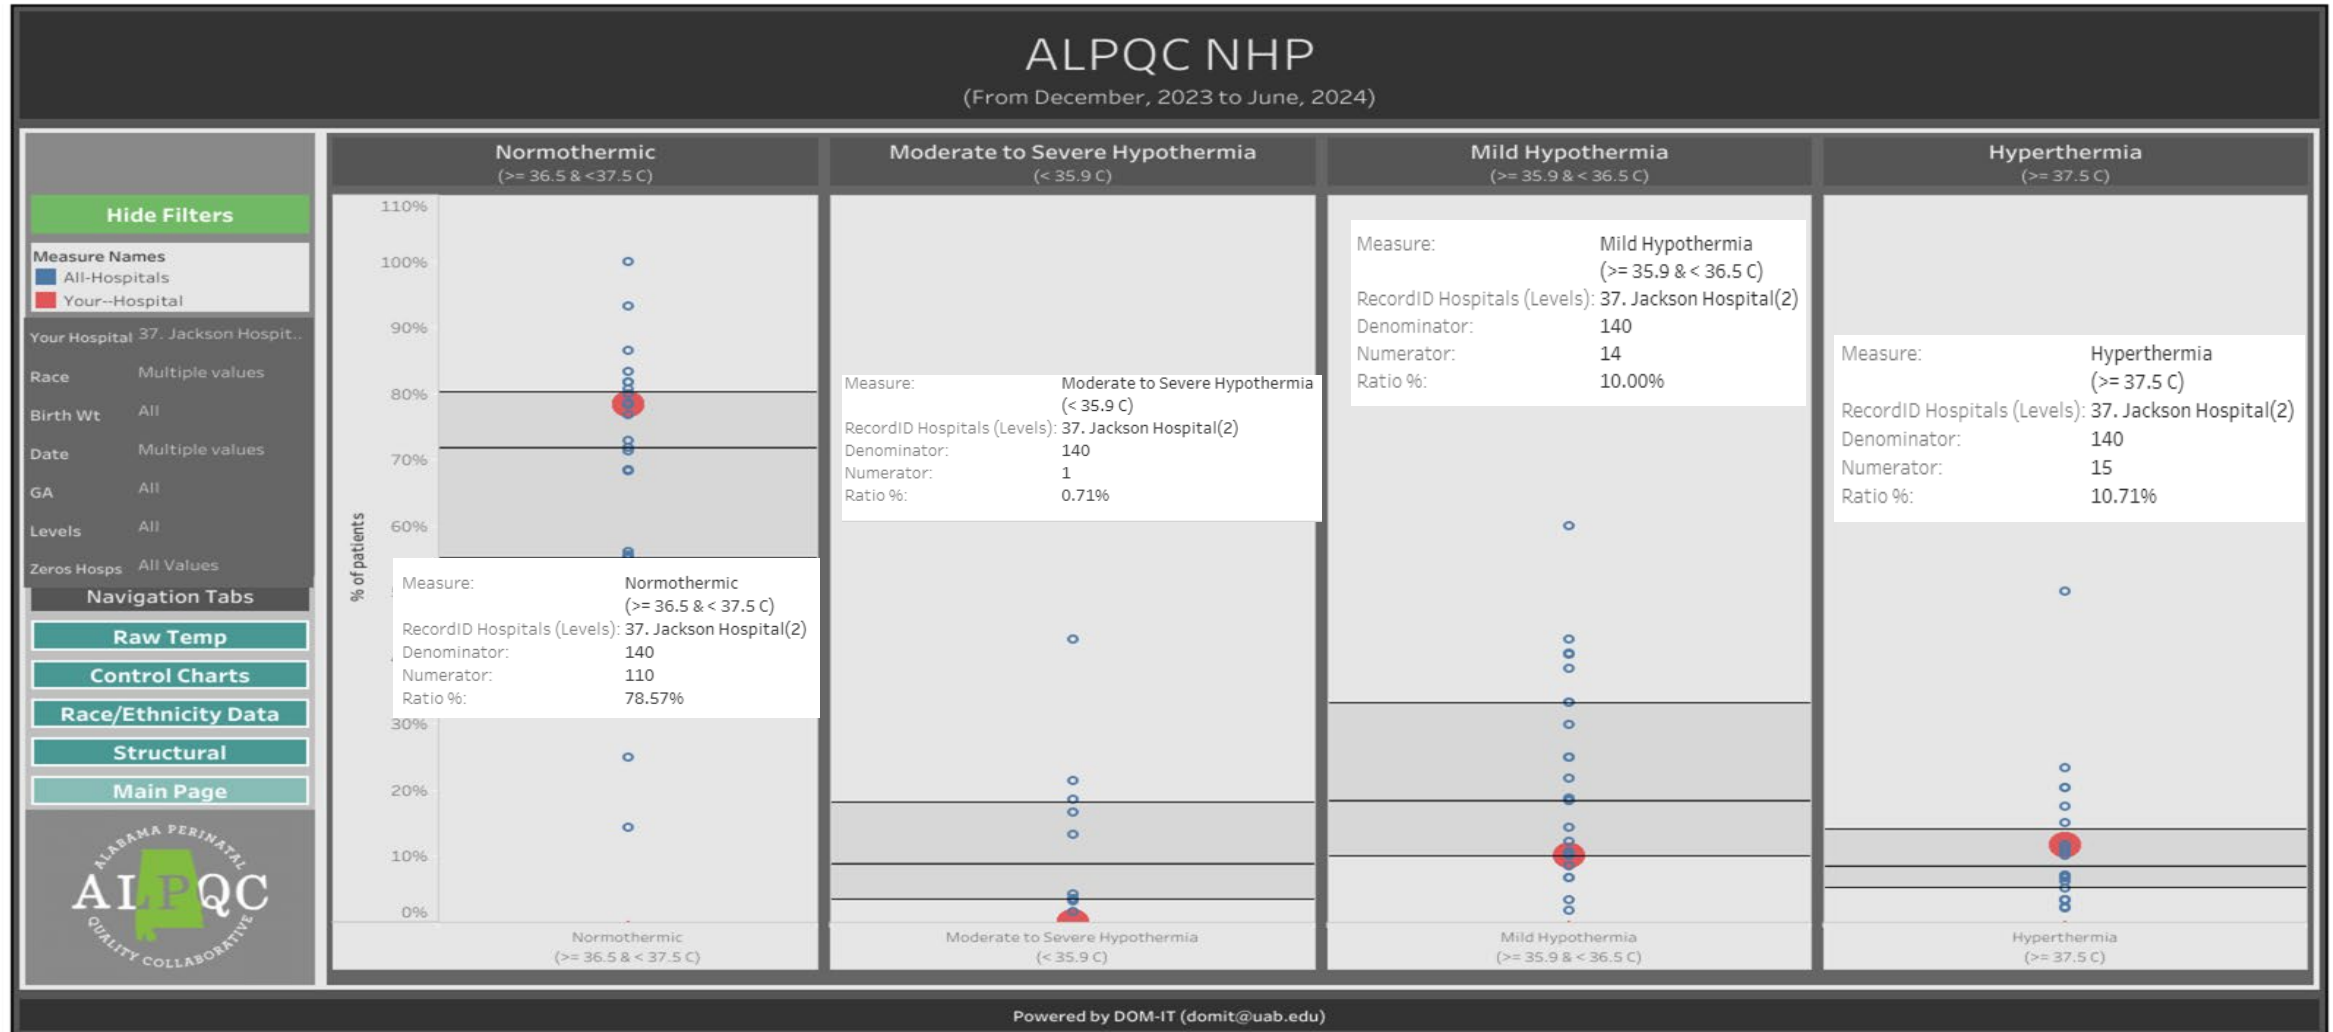 ALPQC NHP
(From December, 2023 to June, 2024)
Hide Filters
Measure Names
All-Hospitals
Your--Hospital
Your Hospital 37. Jackson Hospit..
Race Multiple values
Birth Wt All
Date Multiple values
GA All
Levels All
Zeros Hosps All Values
Navigation Tabs
Raw Temp
Control Charts
Race/Ethnicity Data
Structural
Main Page
ALABAMA PERINATAL
ALPQC
QUALITY COLLABORATIVE
Normothermic
(>= 36.5 & <37.5 C)
% of patients
110%
100%
90%
80%
70%
60%
30%
20%
10%
0%
Measure: Normothermic
(>= 36.5 & < 37.5 C)
RecordID Hospitals (Levels): 37. Jackson Hospital(2)
Denominator: 140
Numerator: 110
Ratio %: 78.57%
Normothermic
(>= 36.5 & < 37.5 C)
Moderate to Severe Hypothermia
(< 35.9 C)
Measure: Moderate to Severe Hypothermia
(< 35.9 C)
RecordID Hospitals (Levels): 37. Jackson Hospital(2)
Denominator: 140
Numerator: 1
Ratio %: 0.71%
Moderate to Severe Hypothermia
(< 35.9 C)
Mild Hypothermia
(>= 35.9 & < 36.5 C)
Measure: Mild Hypothermia
(>= 35.9 & < 36.5 C)
RecordID Hospitals (Levels): 37. Jackson Hospital(2)
Denominator: 140
Numerator: 14
Ratio %: 10.00%
Mild Hypothermia
(>= 35.9 & < 36.5 C)
Hyperthermia
(>= 37.5 C)
Measure: Hyperthermia
(>= 37.5 C)
RecordID Hospitals (Levels): 37. Jackson Hospital(2)
Denominator: 140
Numerator: 15
Ratio %: 10.71%
Hyperthermia
(>= 37.5 C)
Powered by DOM-IT (domit@uab.edu)